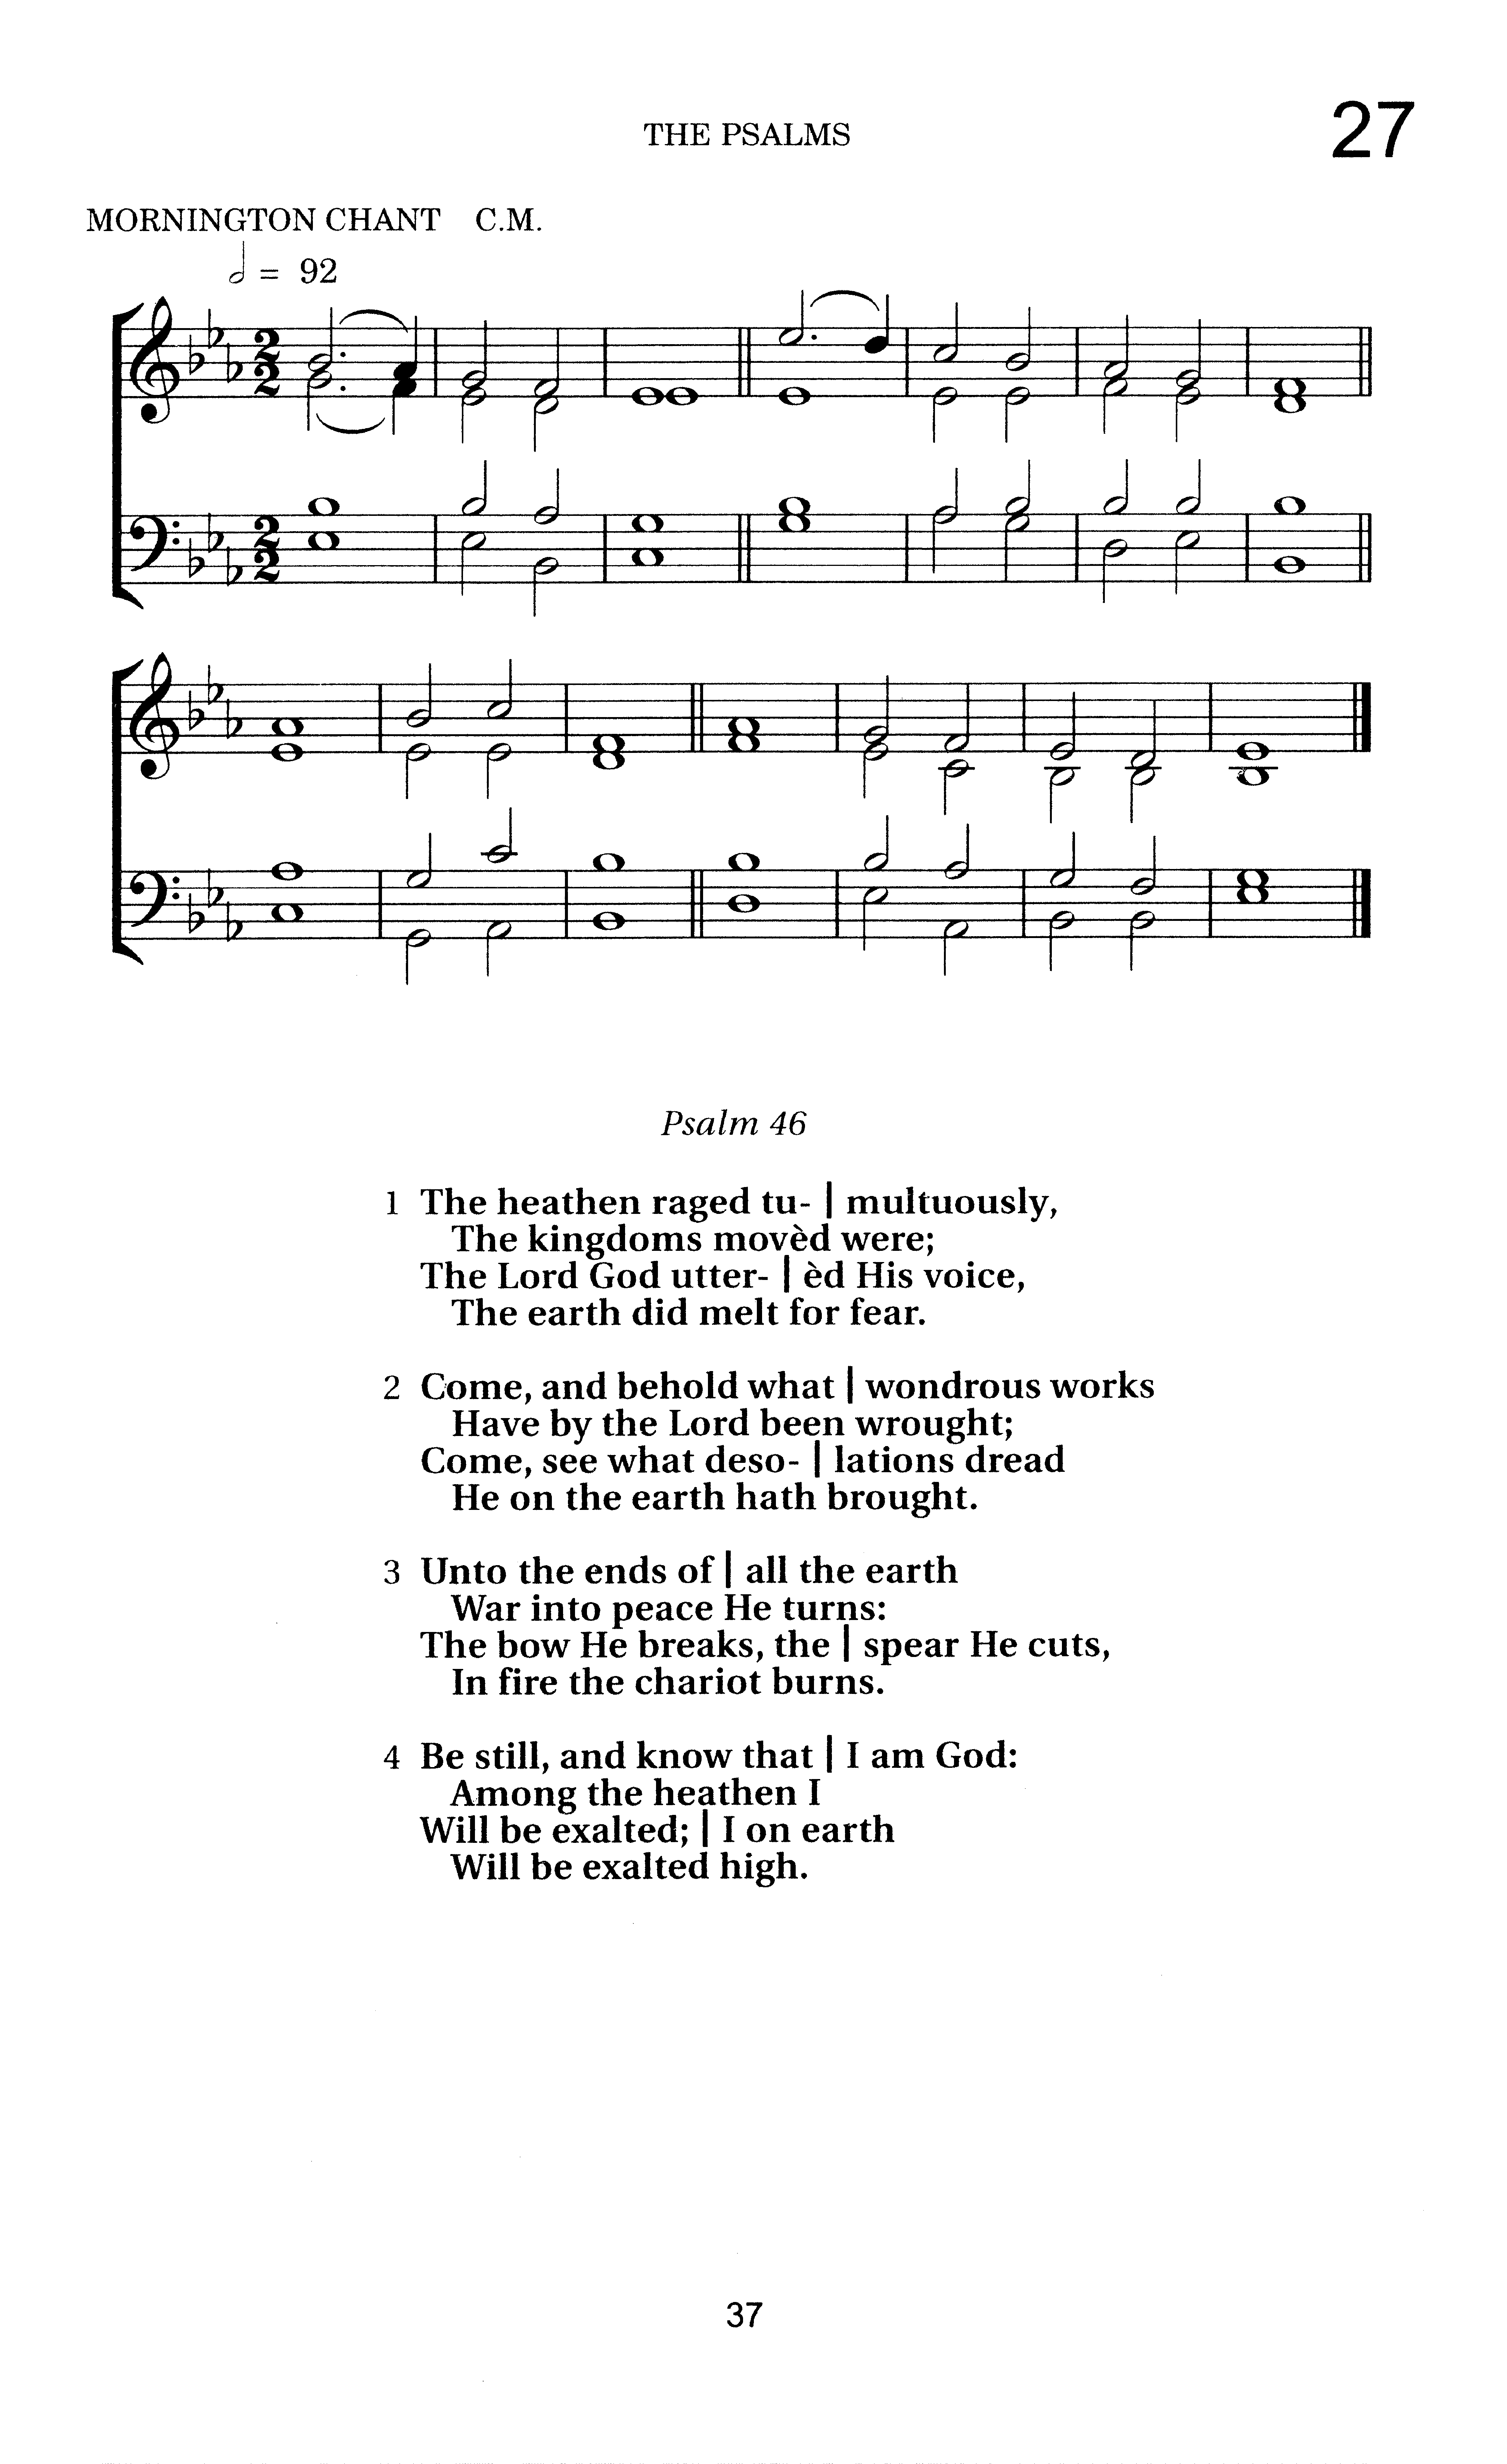 THE PSALMS
27
MORNINGTON CHANT C.M.
𝅗𝅥 = 92
2
2
2
2
Psalm 46
1 The heathen raged tu- | multuously,
The kingdoms movèd were;
The Lord God utter- | èd His voice,
The earth did melt for fear.
2 Come, and behold what | wondrous works
Have by the Lord been wrought;
Come, see what deso- | lations dread
He on the earth hath brought.
3 Unto the ends of | all the earth
War into peace He turns:
The bow He breaks, the | spear He cuts,
In fire the chariot burns.
4 Be still, and know that | I am God:
Among the heathen I
Will be exalted; | I on earth
Will be exalted high.
37